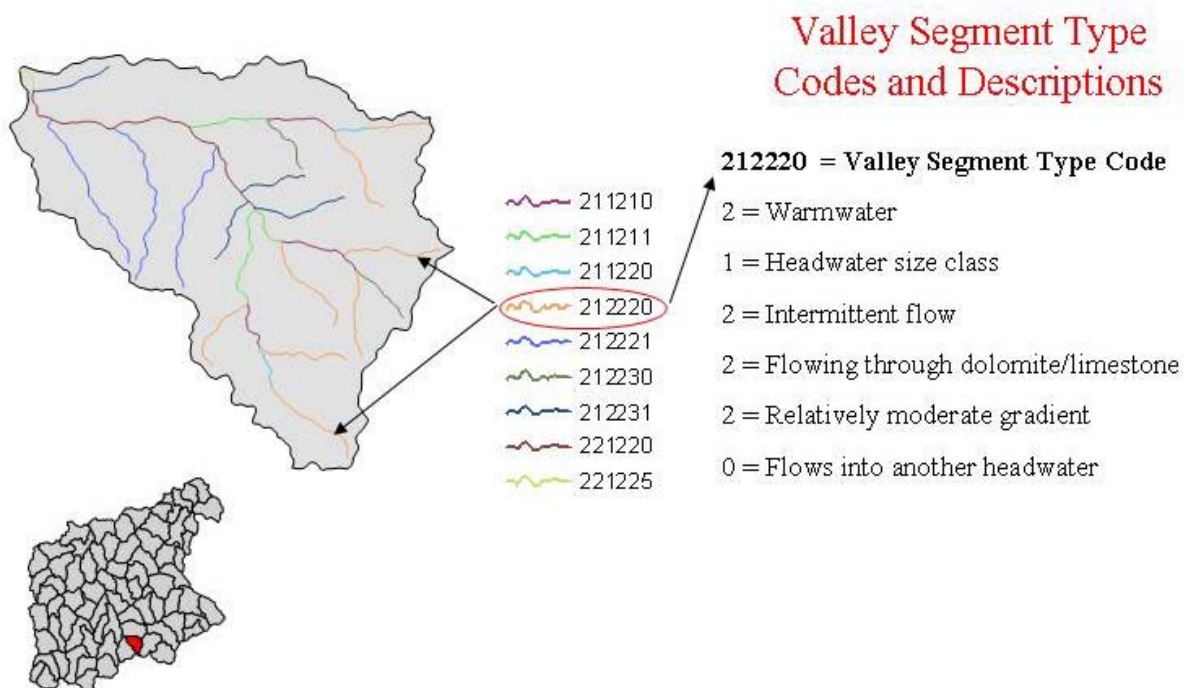 Valley Segment Type
Codes and Descriptions
212220 = Valley Segment Type Code
2 = Warmwater
1 = Headwater size class
2 = Intermittent flow
2 = Flowing through dolomite/limestone
2 = Relatively moderate gradient
0 = Flows into another headwater
211210
211211
211220
212220
212221
212230
212231
221220
221225